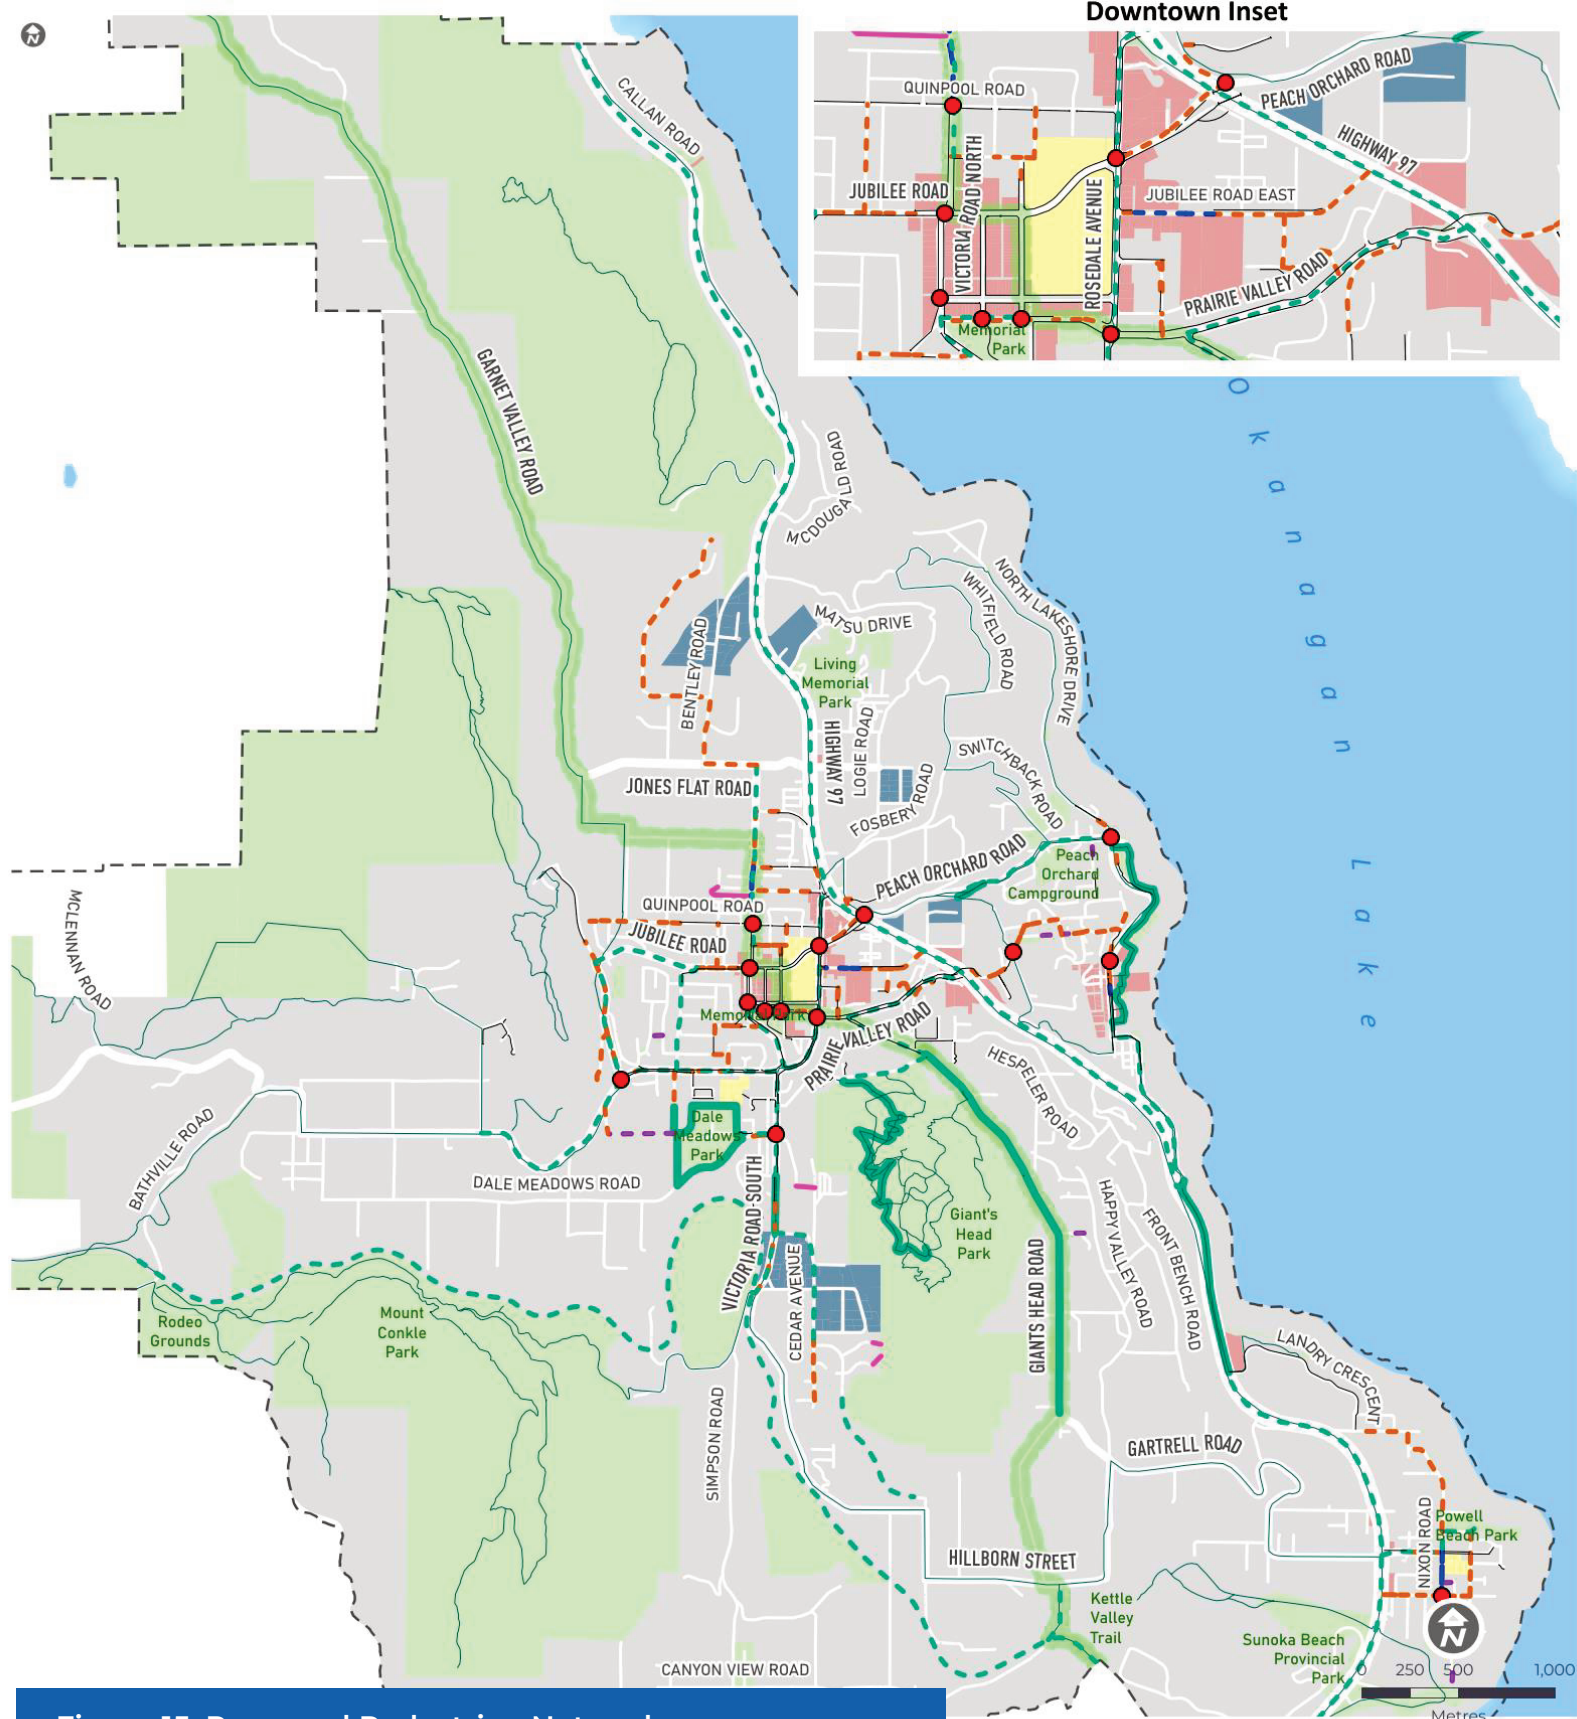 Downtown Inset
N
QUINPOOL ROAD
PEACH ORCHARD ROAD
HIGHWAY 97
VICTORIA ROAD NORTH
JUBILEE ROAD
ROSEDALE AVENUE
JUBILEE ROAD EAST
PRAIRIE VALLEY ROAD
Memorial
Park
CALLAN ROAD
GARNET VALLEY ROAD
MCDOUGALD ROAD
Okanagan Lake
NORTH LAKESHORE DRIVE
WHITFIELD ROAD
MATSU DRIVE
BENTLEY ROAD
Living
Memorial
Park
HIGHWAY 97
LOGIE ROAD
SWITCHBACK ROAD
JONES FLAT ROAD
FOSBERY ROAD
PEACH ORCHARD ROAD
Peach
Orchard
Campground
QUINPOOL ROAD
JUBILEE ROAD
MCLENNAN ROAD
Memorial Park
PRAIRIE VALLEY ROAD
HESPELER ROAD
BATHVILLE ROAD
Dale
Meadows
Park
DALE MEADOWS ROAD
VICTORIA ROAD SOUTH
Giant's
Head
Park
HAPPY VALLEY ROAD
FRONT BENCH ROAD
GIANTS HEAD ROAD
CEDAR AVENUE
Rodeo
Grounds
Mount
Conkle
Park
LANDRY CRESCENT
SIMPSON ROAD
GARTRELL ROAD
NIXON ROAD
Powell
Beach Park
HILLBORN STREET
Kettle
Valley
Trail
Sunoka Beach
Provincial
Park
N
CANYON VIEW ROAD
0 250 500 1,000
Metres